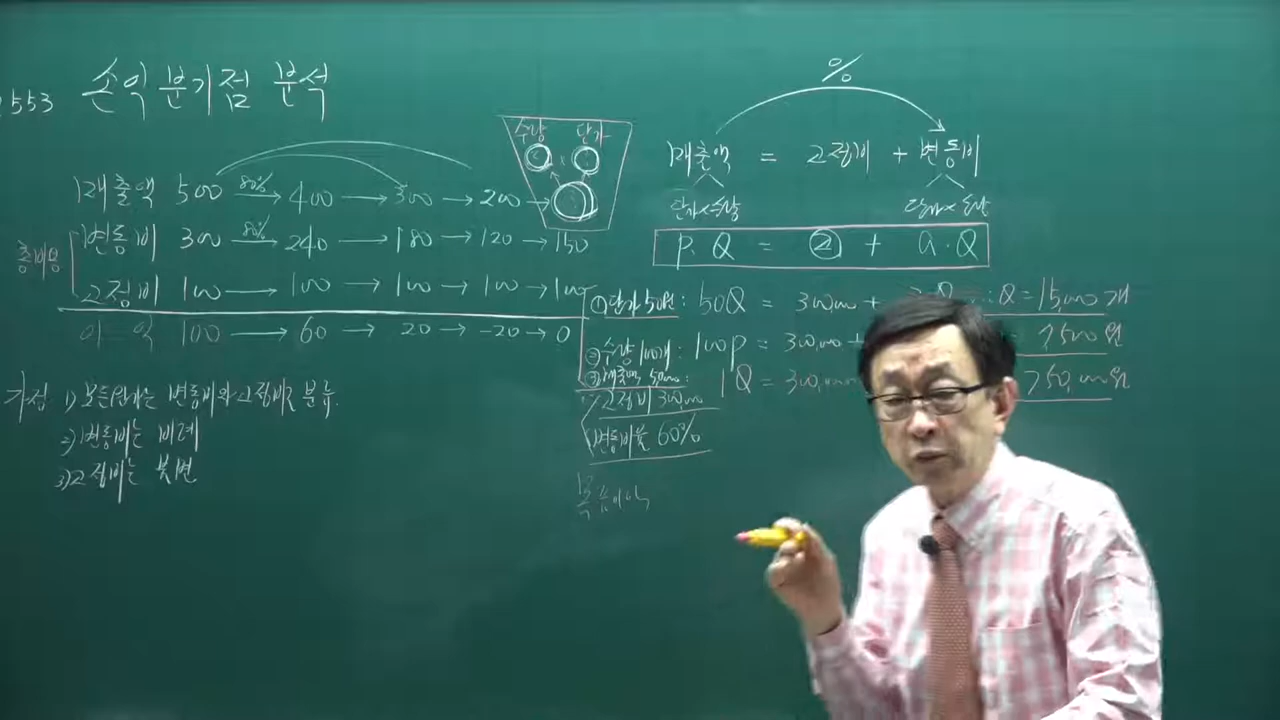 553 손익분기점 분석
%
수량 단가
x
매출액 = 고정비 + 변동비
단가×수량 단가×수량
P. Q = ② + a.Q
매출액 500 80% 400 → 300 → 200 →
변동비 300 80% 240 → 180 → 120 → 150
총비용
고정비 100 → 100 → 100 → 100 → 100
이익 100 → 60 → 20 → -20 → 0
① 단가 50원: 50Q = 300,000 + Q = 15,000개
② 수량 100개: 100P = 300,000 + 7,500원
③ 매출액 50,000: 1Q = 300,000 750,000원
고정비 300,000
변동비율 60%
가정 1) 모든원가는 변동비와 고정비로 분류.
2) 변동비는 비례
3) 고정비는 불변